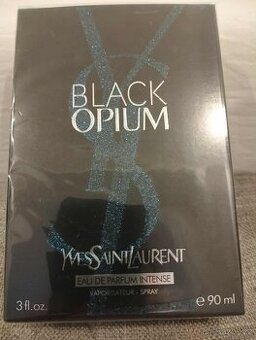 BLACK
OPIUM
YVES SAINT LAURENT
EAU DE PARFUM INTENSE
VAPORISATEUR - SPRAY
3 fl. oz. ℮ 90 ml